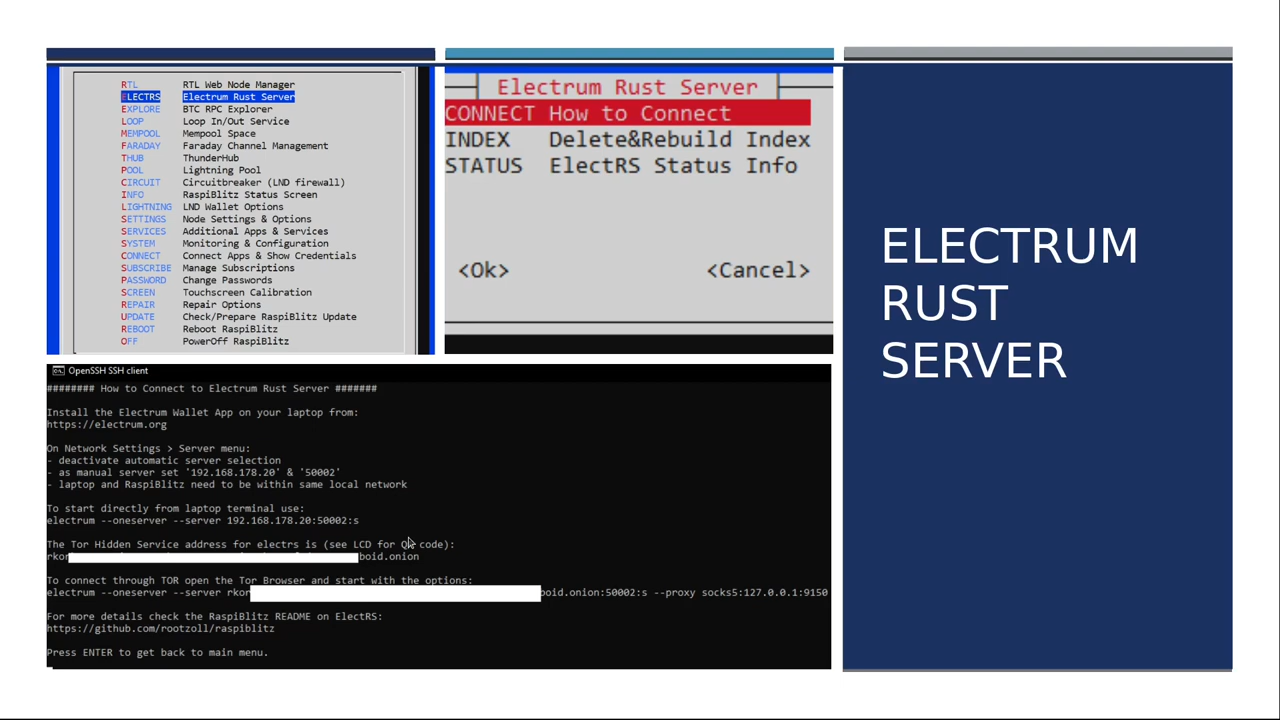 RTL RTL Web Node Manager
ELECTRS Electrum Rust Server
EXPLORE BTC RPC Explorer
LOOP Loop In/Out Service
MEMPOOL Mempool Space
FARADAY Faraday Channel Management
THUB ThunderHub
POOL Lightning Pool
CIRCUIT Circuitbreaker (LND firewall)
INFO RaspiBlitz Status Screen
LIGHTNING LND Wallet Options
SETTINGS Node Settings & Options
SERVICES Additional Apps & Services
SYSTEM Monitoring & Configuration
CONNECT Connect Apps & Show Credentials
SUBSCRIBE Manage Subscriptions
PASSWORD Change Passwords
SCREEN Touchscreen Calibration
REPAIR Repair Options
UPDATE Check/Prepare RaspiBlitz Update
REBOOT Reboot RaspiBlitz
OFF PowerOff RaspiBlitz
Electrum Rust Server
CONNECT How to Connect
INDEX Delete&Rebuild Index
STATUS ElectRS Status Info
<Ok> <Cancel>
ELECTRUM
RUST
SERVER
OpenSSH SSH client
######## How to Connect to Electrum Rust Server #######
Install the Electrum Wallet App on your laptop from:
https://electrum.org
On Network Settings > Server menu:
- deactivate automatic server selection
- as manual server set '192.168.178.20' & '50002'
- laptop and RaspiBlitz need to be within same local network
To start directly from laptop terminal use:
electrum --oneserver --server 192.168.178.20:50002:s
The Tor Hidden Service address for electrs is (see LCD for QR code):
rkor boid.onion
To connect through TOR open the Tor Browser and start with the options:
electrum --oneserver --server rkor boid.onion:50002:s --proxy socks5:127.0.0.1:9150
For more details check the RaspiBlitz README on ElectRS:
https://github.com/rootzoll/raspiblitz
Press ENTER to get back to main menu.